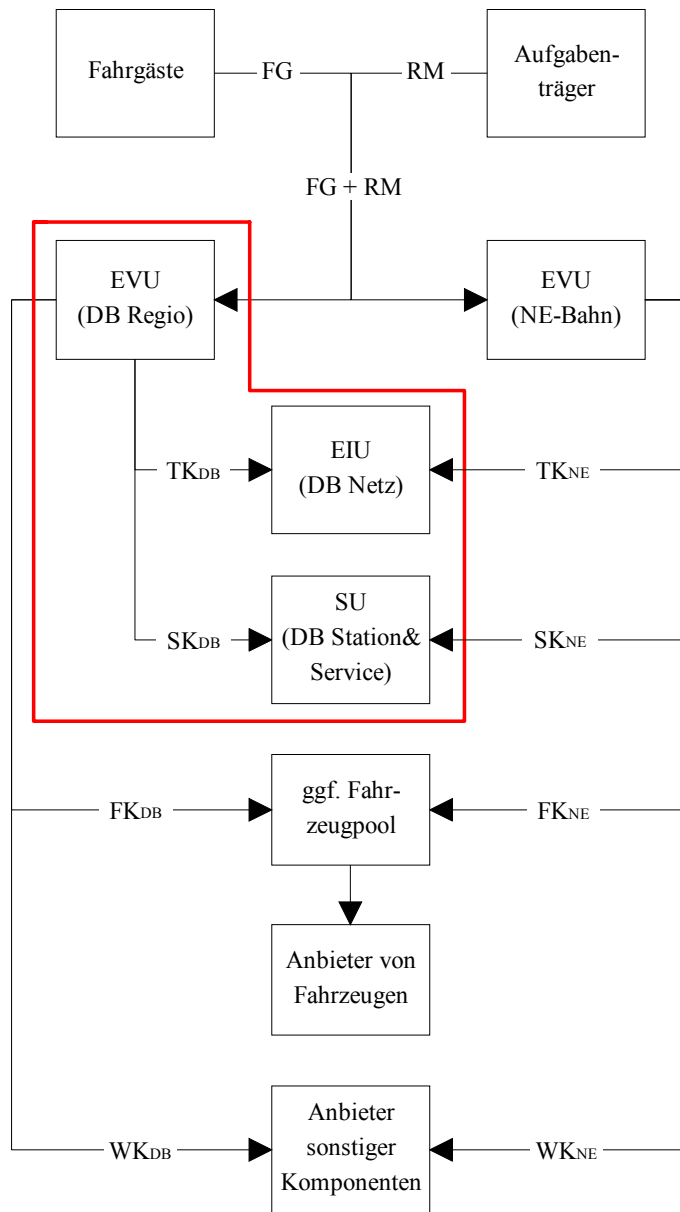 Fahrgäste
FG
RM
Aufgaben-
träger
FG + RM
EVU
(DB Regio)
EVU
(NE-Bahn)
TKDB
EIU
(DB Netz)
TKNE
SKDB
SU
(DB Station&
Service)
SKNE
FKDB
ggf. Fahr-
zeugpool
FKNE
Anbieter von
Fahrzeugen
WKDB
Anbieter
sonstiger
Komponenten
WKNE